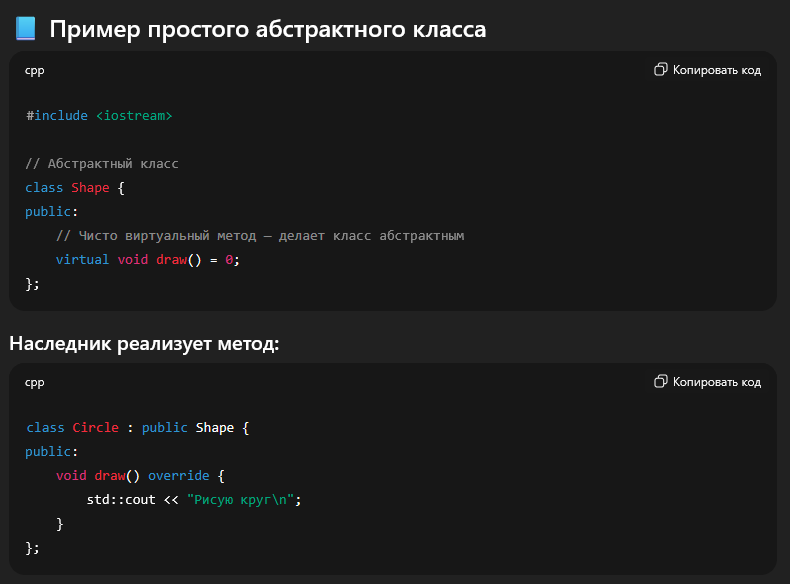 Пример простого абстрактного класса
cpp
Копировать код
#include <iostream>
// Абстрактный класс
class Shape {
public:
    // Чисто виртуальный метод — делает класс абстрактным
    virtual void draw() = 0;
};
Наследник реализует метод:
cpp
Копировать код
class Circle : public Shape {
public:
    void draw() override {
        std::cout << "Рисую круг\n";
    }
};